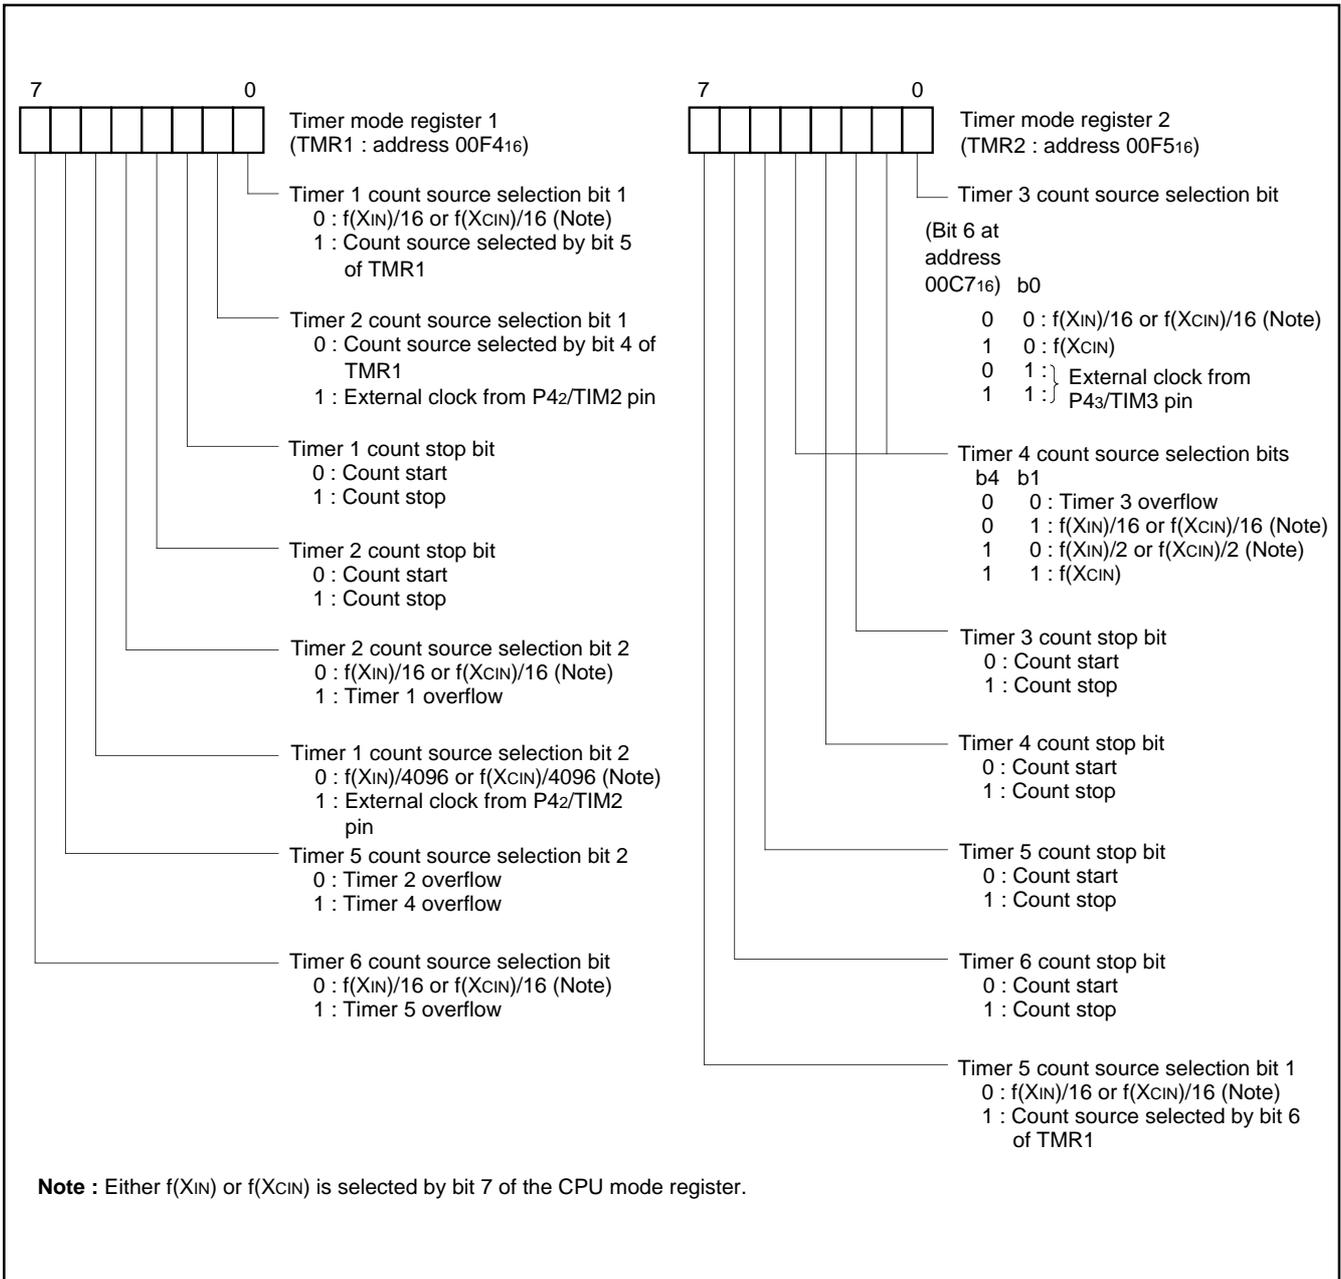 7 0
Timer mode register 1
(TMR1 : address 00F416)
Timer 1 count source selection bit 1
0 : f(XIN)/16 or f(XCIN)/16 (Note)
1 : Count source selected by bit 5
of TMR1
Timer 2 count source selection bit 1
0 : Count source selected by bit 4 of
TMR1
1 : External clock from P42/TIM2 pin
Timer 1 count stop bit
0 : Count start
1 : Count stop
Timer 2 count stop bit
0 : Count start
1 : Count stop
Timer 2 count source selection bit 2
0 : f(XIN)/16 or f(XCIN)/16 (Note)
1 : Timer 1 overflow
Timer 1 count source selection bit 2
0 : f(XIN)/4096 or f(XCIN)/4096 (Note)
1 : External clock from P42/TIM2
pin
Timer 5 count source selection bit 2
0 : Timer 2 overflow
1 : Timer 4 overflow
Timer 6 count source selection bit
0 : f(XIN)/16 or f(XCIN)/16 (Note)
1 : Timer 5 overflow
7 0
Timer mode register 2
(TMR2 : address 00F516)
Timer 3 count source selection bit
(Bit 6 at
address
00C716) b0
0 0 : f(XIN)/16 or f(XCIN)/16 (Note)
1 0 : f(XCIN)
0 1 :
1 1 :
External clock from
P43/TIM3 pin
Timer 4 count source selection bits
b4 b1
0 0 : Timer 3 overflow
0 1 : f(XIN)/16 or f(XCIN)/16 (Note)
1 0 : f(XIN)/2 or f(XCIN)/2 (Note)
1 1 : f(XCIN)
Timer 3 count stop bit
0 : Count start
1 : Count stop
Timer 4 count stop bit
0 : Count start
1 : Count stop
Timer 5 count stop bit
0 : Count start
1 : Count stop
Timer 6 count stop bit
0 : Count start
1 : Count stop
Timer 5 count source selection bit 1
0 : f(XIN)/16 or f(XCIN)/16 (Note)
1 : Count source selected by bit 6
of TMR1
Note : Either f(XIN) or f(XCIN) is selected by bit 7 of the CPU mode register.